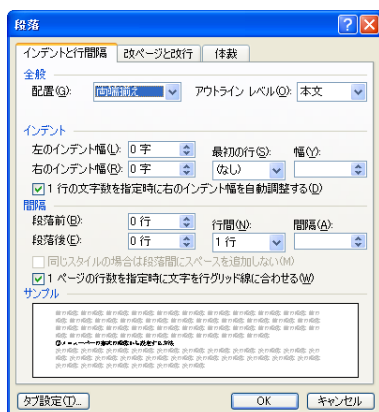 段落
インデントと行間隔 改ページと改行 体裁
全般
配置(G): 両端揃え アウトライン レベル(O): 本文
インデント
左のインデント幅(L): 0 字 最初の行(S): 幅(Y):
右のインデント幅(R): 0 字 (なし)
1 行の文字数を指定時に右のインデント幅を自動調整する(D)
間隔
段落前(B): 0 行 行間(N): 間隔(A):
段落後(E): 0 行 1 行
同じスタイルの場合は段落間にスペースを追加しない(M)
1 ページの行数を指定時に文字を行グリッド線に合わせる(W)
サンプル
タブ設定(T)... OK キャンセル